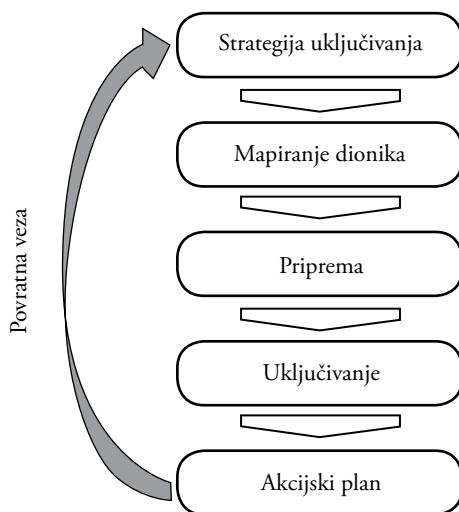 Strategija uključivanja
Mapiranje dionika
Priprema
Uključivanje
Akcijski plan
Povratna veza